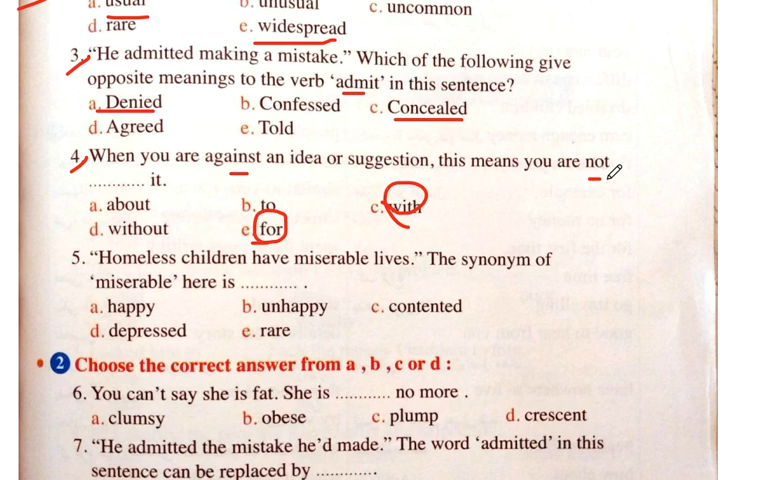 a. usual b. unusual c. uncommon
d. rare e. widespread
3. “He admitted making a mistake.” Which of the following give
opposite meanings to the verb ‘admit’ in this sentence?
a. Denied b. Confessed c. Concealed
d. Agreed e. Told
4. When you are against an idea or suggestion, this means you are not
............ it.
a. about b. to c. with
d. without e. for
5. “Homeless children have miserable lives.” The synonym of
‘miserable’ here is ............ .
a. happy b. unhappy c. contented
d. depressed e. rare
• 2 Choose the correct answer from a , b , c or d :
6. You can’t say she is fat. She is ............ no more .
a. clumsy b. obese c. plump d. crescent
7. “He admitted the mistake he’d made.” The word ‘admitted’ in this
sentence can be replaced by .............